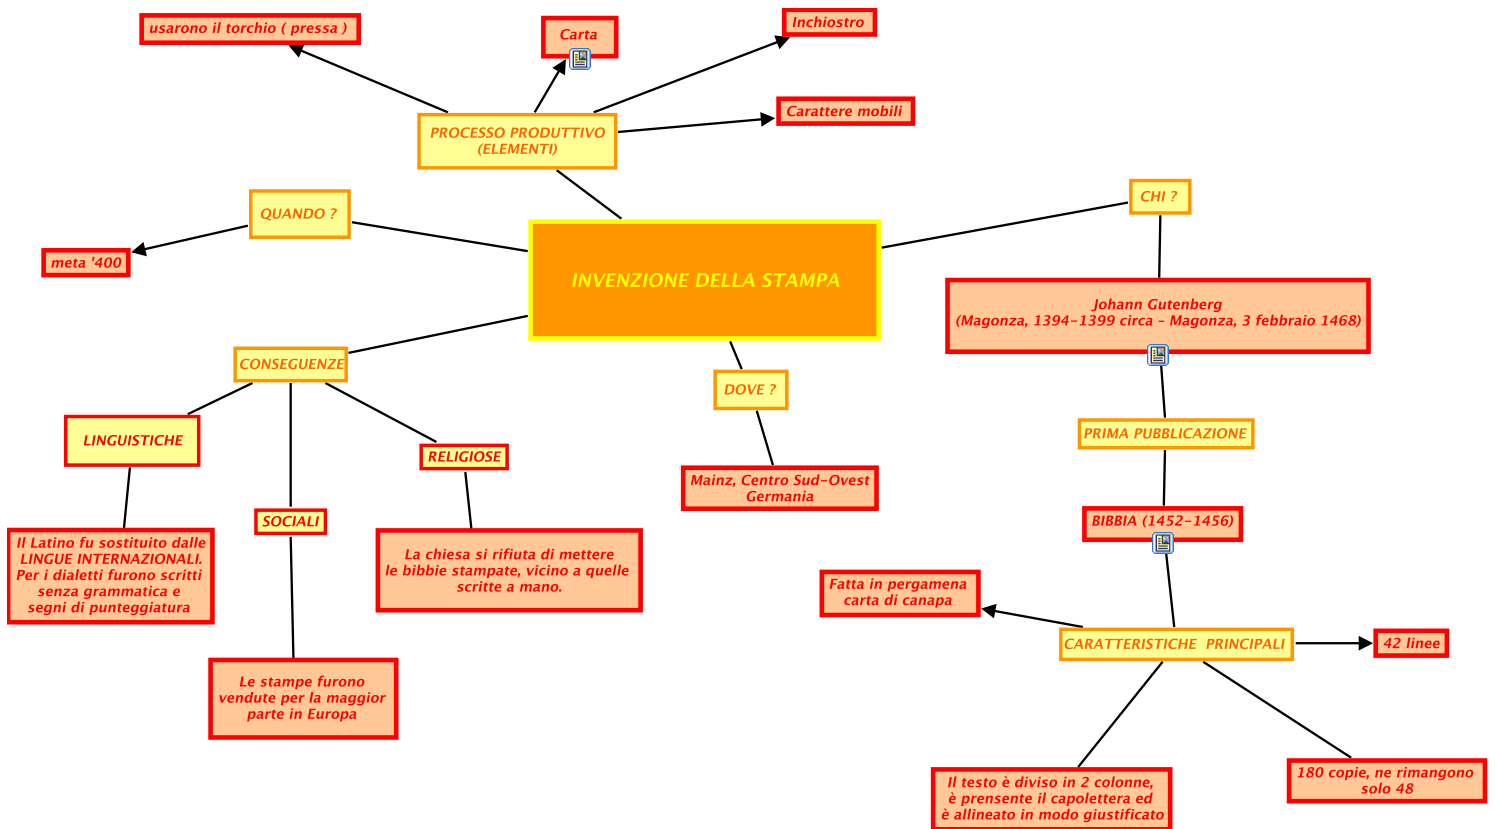 usarono il torchio ( pressa )
Carta
Inchiostro
Carattere mobili
PROCESSO PRODUTTIVO
(ELEMENTI)
QUANDO ?
meta '400
CHI ?
INVENZIONE DELLA STAMPA
Johann Gutenberg
(Magonza, 1394-1399 circa – Magonza, 3 febbraio 1468)
CONSEGUENZE
DOVE ?
LINGUISTICHE
RELIGIOSE
PRIMA PUBBLICAZIONE
Mainz, Centro Sud-Ovest
Germania
SOCIALI
BIBBIA (1452-1456)
Il Latino fu sostituito dalle
LINGUE INTERNAZIONALI.
Per i dialetti furono scritti
senza grammatica e
segni di punteggiatura
La chiesa si rifiuta di mettere
le bibbie stampate, vicino a quelle
scritte a mano.
Fatta in pergamena
carta di canapa
CARATTERISTICHE PRINCIPALI
42 linee
Le stampe furono
vendute per la maggior
parte in Europa
Il testo è diviso in 2 colonne,
è prensente il capolettera ed
è allineato in modo giustificato
180 copie, ne rimangono
solo 48